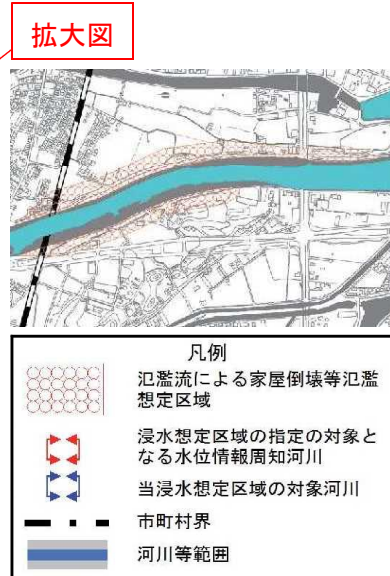 拡大図
凡例
氾濫流による家屋倒壊等氾濫
想定区域
浸水想定区域の指定の対象と
なる水位情報周知河川
当浸水想定区域の対象河川
市町村界
河川等範囲